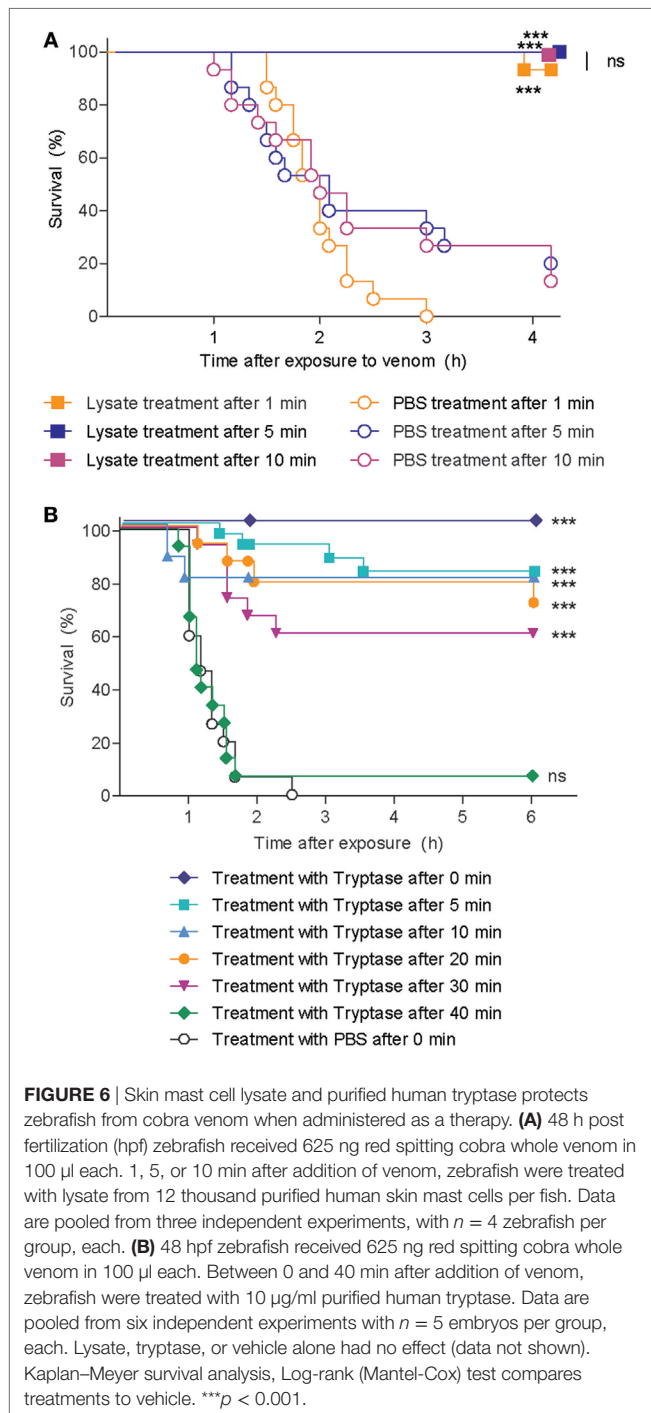 A
***
***
ns
***
100
80
60
40
20
0
Survival (%)
1 2 3 4
Time after exposure to venom (h)
Lysate treatment after 1 min PBS treatment after 1 min
Lysate treatment after 5 min PBS treatment after 5 min
Lysate treatment after 10 min PBS treatment after 10 min
B
100
80
60
40
20
0
Survival (%)
***
***
***
***
***
ns
1 2 3 4 5 6
Time after exposure (h)
Treatment with Tryptase after 0 min
Treatment with Tryptase after 5 min
Treatment with Tryptase after 10 min
Treatment with Tryptase after 20 min
Treatment with Tryptase after 30 min
Treatment with Tryptase after 40 min
Treatment with PBS after 0 min
FIGURE 6 | Skin mast cell lysate and purified human tryptase protects
zebrafish from cobra venom when administered as a therapy. (A) 48 h post
fertilization (hpf) zebrafish received 625 ng red spitting cobra whole venom in
100 µl each. 1, 5, or 10 min after addition of venom, zebrafish were treated
with lysate from 12 thousand purified human skin mast cells per fish. Data
are pooled from three independent experiments, with n = 4 zebrafish per
group, each. (B) 48 hpf zebrafish received 625 ng red spitting cobra whole
venom in 100 µl each. Between 0 and 40 min after addition of venom,
zebrafish were treated with 10 µg/ml purified human tryptase. Data are
pooled from six independent experiments with n = 5 embryos per group,
each. Lysate, tryptase, or vehicle alone had no effect (data not shown).
Kaplan–Meyer survival analysis, Log-rank (Mantel-Cox) test compares
treatments to vehicle. ***p < 0.001.